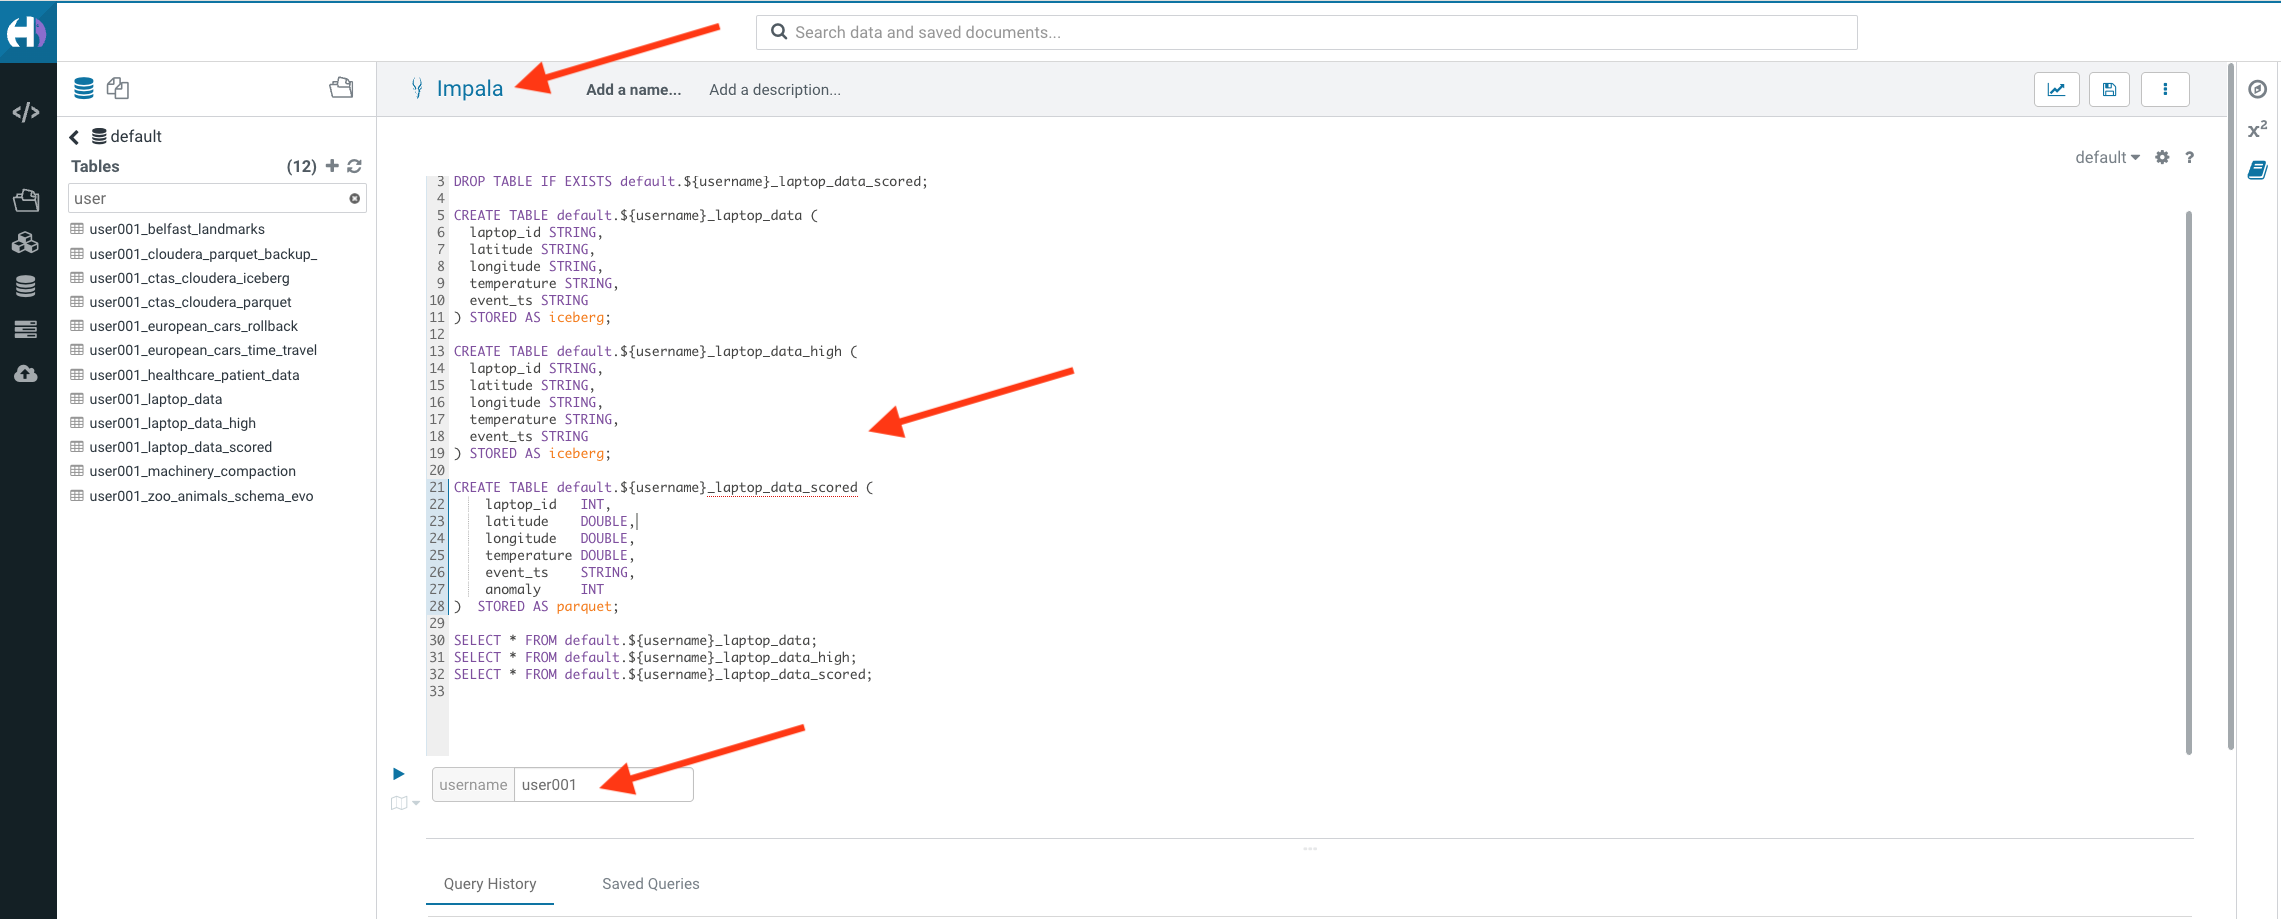 Search data and saved documents...
Impala
Add a name...
Add a description...
default
Tables
(12)
user
user001_belfast_landmarks
user001_cloudera_parquet_backup_
user001_ctas_cloudera_iceberg
user001_ctas_cloudera_parquet
user001_european_cars_rollback
user001_european_cars_time_travel
user001_healthcare_patient_data
user001_laptop_data
user001_laptop_data_high
user001_laptop_data_scored
user001_machinery_compaction
user001_zoo_animals_schema_evo
default
?
x²
3 DROP TABLE IF EXISTS default.${username}_laptop_data_scored;
4
5 CREATE TABLE default.${username}_laptop_data (
6 laptop_id STRING,
7 latitude STRING,
8 longitude STRING,
9 temperature STRING,
10 event_ts STRING
11 ) STORED AS iceberg;
12
13 CREATE TABLE default.${username}_laptop_data_high (
14 laptop_id STRING,
15 latitude STRING,
16 longitude STRING,
17 temperature STRING,
18 event_ts STRING
19 ) STORED AS iceberg;
20
21 CREATE TABLE default.${username}_laptop_data_scored (
22 laptop_id INT,
23 latitude DOUBLE,
24 longitude DOUBLE,
25 temperature DOUBLE,
26 event_ts STRING,
27 anomaly INT
28 ) STORED AS parquet;
29
30 SELECT * FROM default.${username}_laptop_data;
31 SELECT * FROM default.${username}_laptop_data_high;
32 SELECT * FROM default.${username}_laptop_data_scored;
33
username user001
Query History
Saved Queries